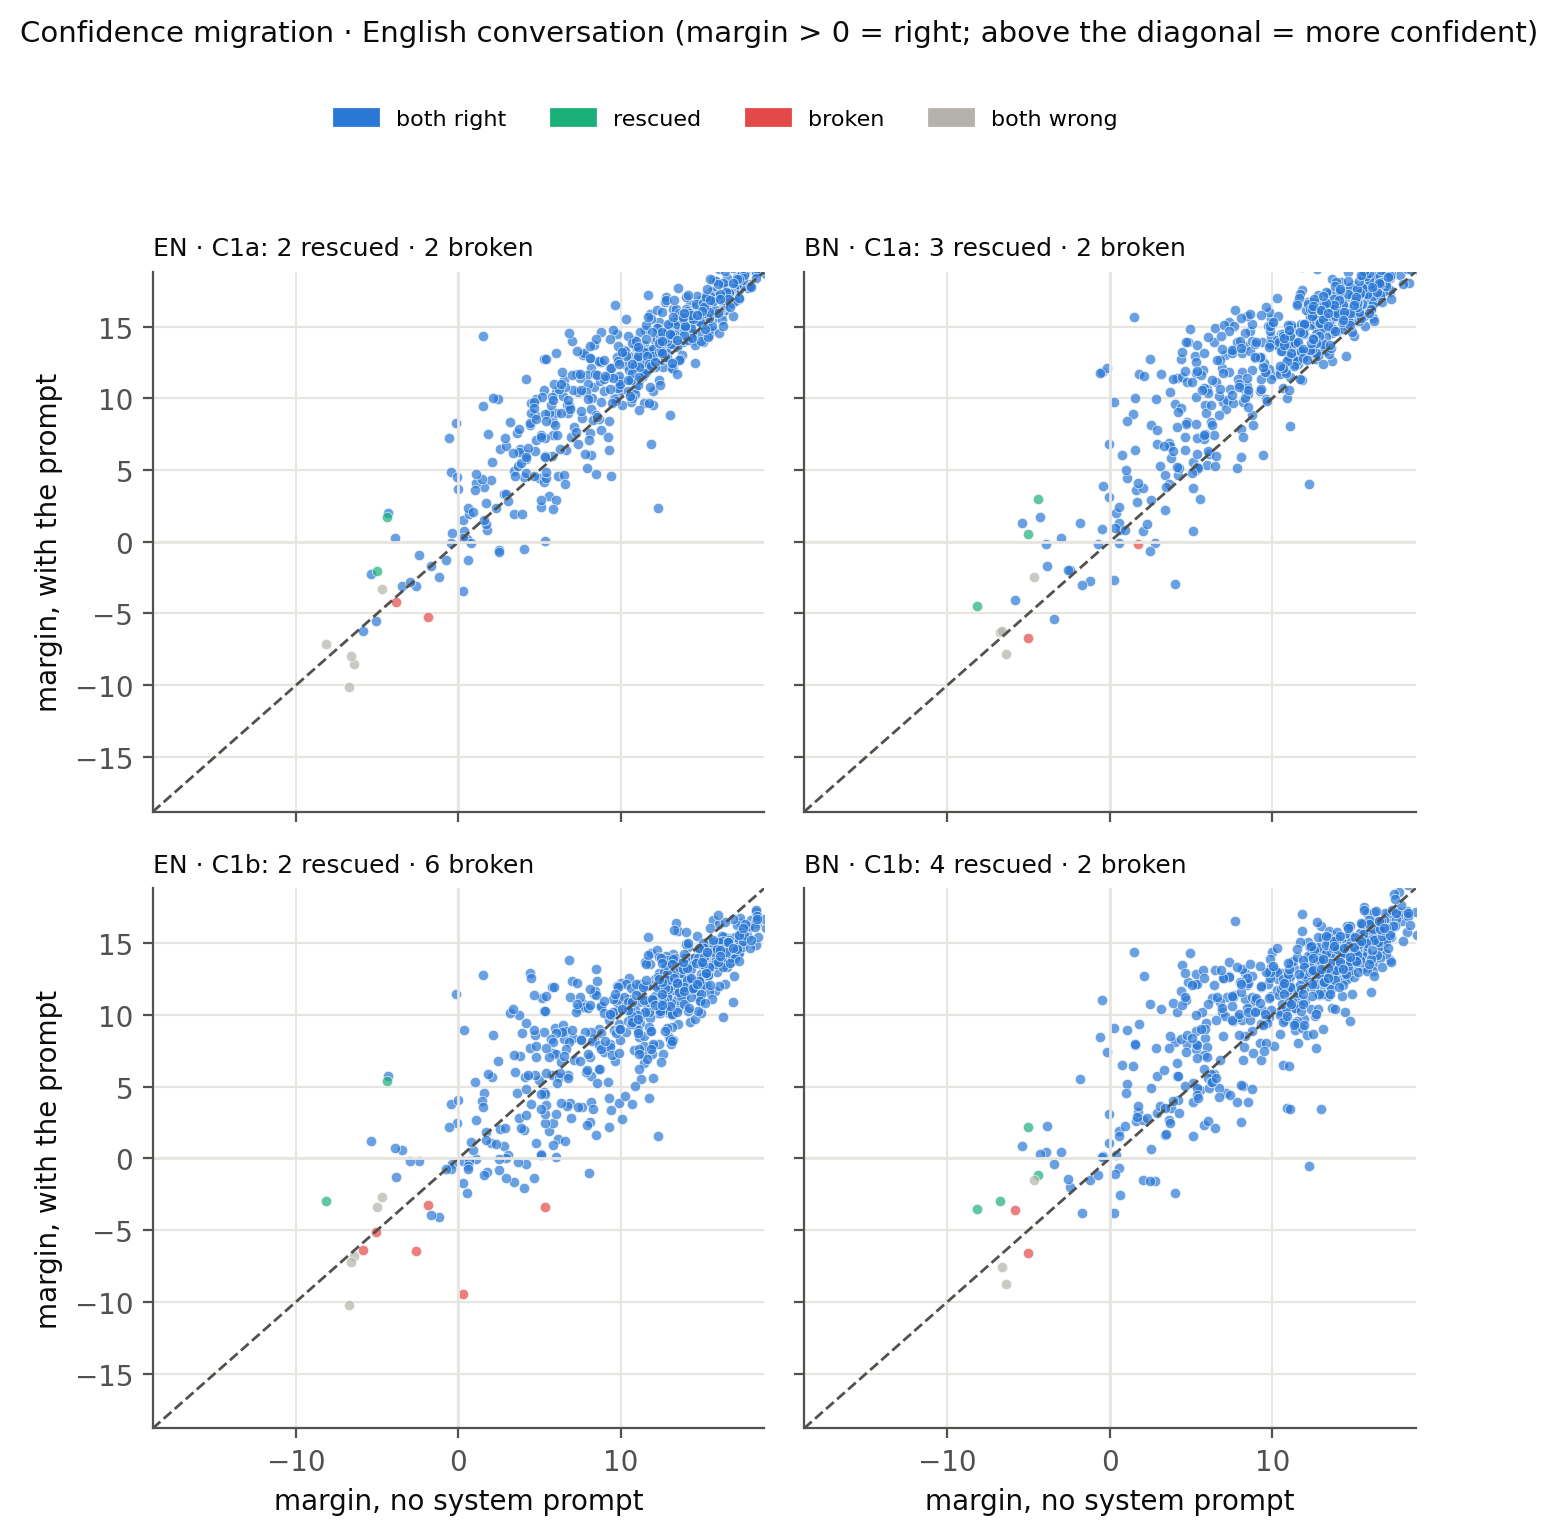 Confidence migration · English conversation (margin > 0 = right; above the diagonal = more confident)
both right
rescued
broken
both wrong
EN · C1a: 2 rescued · 2 broken
BN · C1a: 3 rescued · 2 broken
15
10
5
0
−5
−10
−15
margin, with the prompt
EN · C1b: 2 rescued · 6 broken
BN · C1b: 4 rescued · 2 broken
15
10
5
0
−5
−10
−15
margin, with the prompt
−10
0
10
−10
0
10
margin, no system prompt
margin, no system prompt